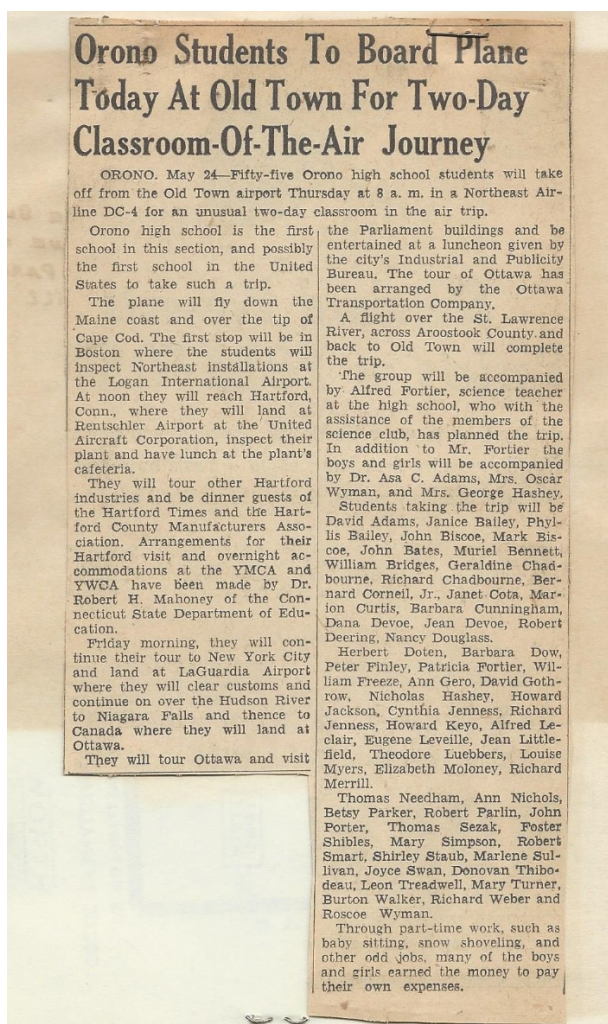 Orono Students To Board Plane
Today At Old Town For Two-Day
Classroom-Of-The-Air Journey
ORONO. May 24—Fifty-five Orono high school students will take
off from the Old Town airport Thursday at 8 a. m. in a Northeast Air-
line DC-4 for an unusual two-day classroom in the air trip.
Orono high school is the first
school in this section, and possibly
the first school in the United
States to take such a trip.
The plane will fly down the
Maine coast and over the tip of
Cape Cod. The first stop will be in
Boston where the students will
inspect Northeast installations at
the Logan International Airport.
At noon they will reach Hartford,
Conn., where they will land at
Rentschler Airport at the United
Aircraft Corporation, inspect their
plant and have lunch at the plant's
cafeteria.
They will tour other Hartford
industries and be dinner guests of
the Hartford Times and the Hart-
ford County Manufacturers Asso-
ciation. Arrangements for their
Hartford visit and overnight ac-
commodations at the YMCA and
YWCA have been made by Dr.
Robert H. Mahoney of the Con-
necticut State Department of Edu-
cation.
Friday morning, they will con-
tinue their tour to New York City
and land at LaGuardia Airport
where they will clear customs and
continue on over the Hudson River
to Niagara Falls and thence to
Canada where they will land at
Ottawa.
They will tour Ottawa and visit
the Parliament buildings and be
entertained at a luncheon given by
the city's Industrial and Publicity
Bureau. The tour of Ottawa has
been arranged by the Ottawa
Transportation Company.
A flight over the St. Lawrence
River, across Aroostook County and
back to Old Town will complete
the trip.
The group will be accompanied
by Alfred Fortier, science teacher
at the high school, who with the
assistance of the members of the
science club, has planned the trip.
In addition to Mr. Fortier the
boys and girls will be accompanied
by Dr. Asa C. Adams, Mrs. Oscar
Wyman, and Mrs. George Hashey.
Students taking the trip will be
David Adams, Janice Bailey, Phyl-
lis Bailey, John Biscoe, Mark Bis-
coe, John Bates, Muriel Bennett,
William Bridges, Geraldine Chad-
bourne, Richard Chadbourne, Ber-
nard Corneil, Jr., Janet Cota, Mar-
ion Curtis, Barbara Cunningham,
Dana Devoe, Jean Devoe, Robert
Deering, Nancy Douglass.
Herbert Doten, Barbara Dow,
Peter Finley, Patricia Fortier, Wil-
liam Freeze, Ann Gero, David Goth-
row, Nicholas Hashey, Howard
Jackson, Cynthia Jenness, Richard
Jenness, Howard Keyo, Alfred Le-
clair, Eugene Leveille, Jean Little-
field, Theodore Luebbers, Louise
Myers, Elizabeth Moloney, Richard
Merrill.
Thomas Needham, Ann Nichols,
Betsy Parker, Robert Parlin, John
Porter, Thomas Sezak, Foster
Shibles, Mary Simpson, Robert
Smart, Shirley Staub, Marlene Sul-
livan, Joyce Swan, Donovan Thibo-
deau, Leon Treadwell, Mary Turner,
Burton Walker, Richard Weber and
Roscoe Wyman.
Through part-time work, such as
baby sitting, snow shoveling, and
other odd jobs, many of the boys
and girls earned the money to pay
their own expenses.